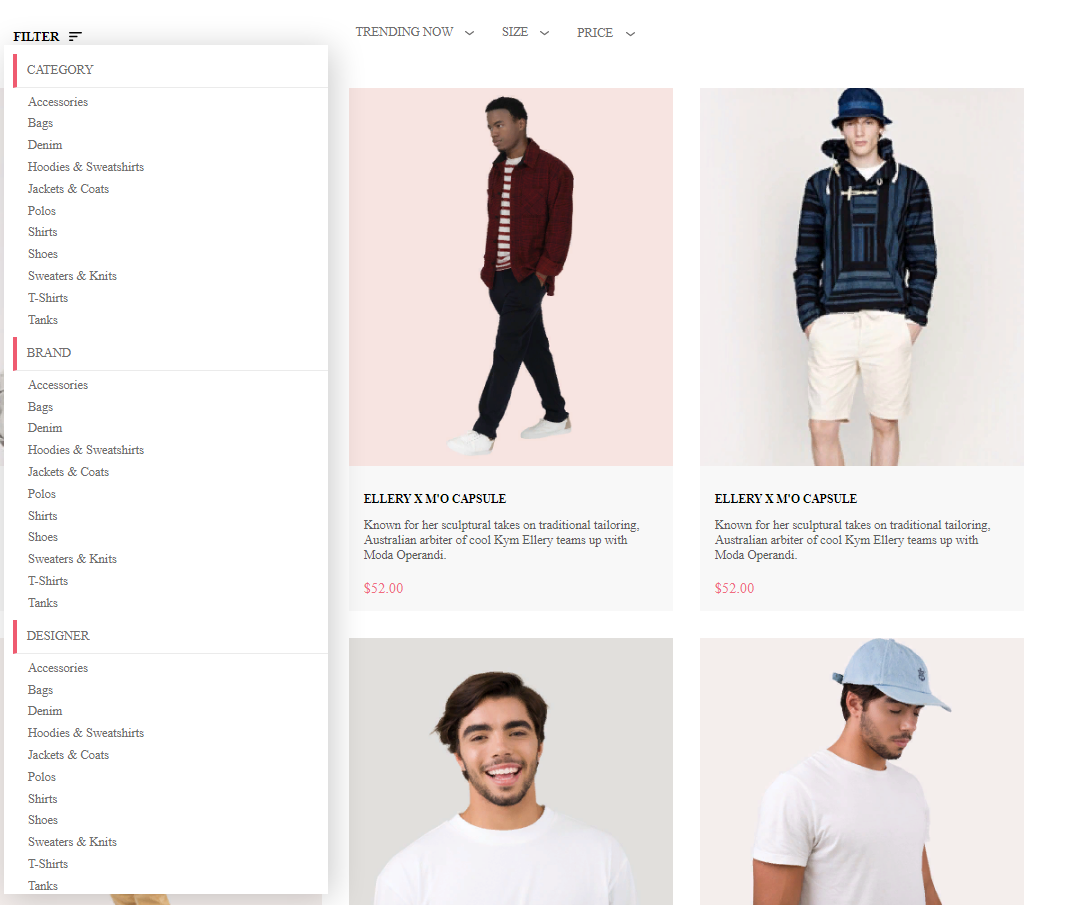 FILTER
TRENDING NOW
SIZE
PRICE
CATEGORY
Accessories
Bags
Denim
Hoodies & Sweatshirts
Jackets & Coats
Polos
Shirts
Shoes
Sweaters & Knits
T-Shirts
Tanks
BRAND
Accessories
Bags
Denim
Hoodies & Sweatshirts
Jackets & Coats
Polos
Shirts
Shoes
Sweaters & Knits
T-Shirts
Tanks
DESIGNER
Accessories
Bags
Denim
Hoodies & Sweatshirts
Jackets & Coats
Polos
Shirts
Shoes
Sweaters & Knits
T-Shirts
Tanks
ELLERY X M'O CAPSULE
Known for her sculptural takes on traditional tailoring,
Australian arbiter of cool Kym Ellery teams up with
Moda Operandi.
$52.00
ELLERY X M'O CAPSULE
Known for her sculptural takes on traditional tailoring,
Australian arbiter of cool Kym Ellery teams up with
Moda Operandi.
$52.00